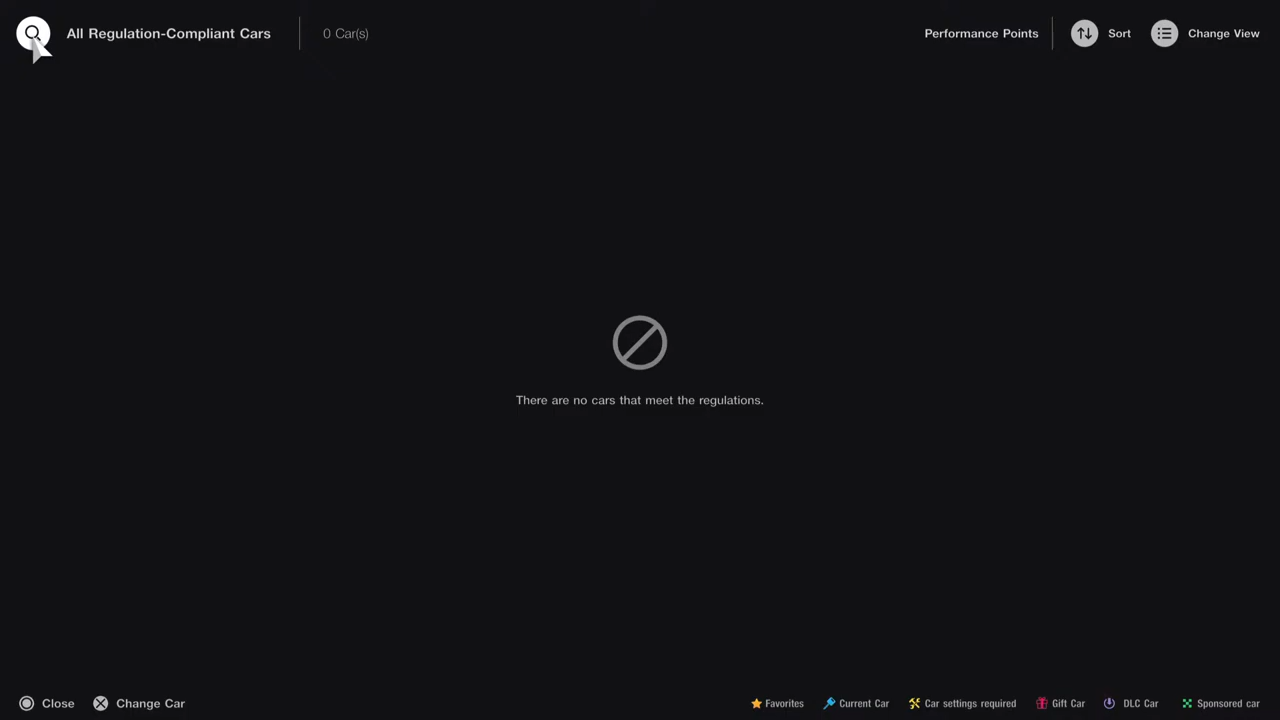 All Regulation-Compliant Cars
0 Car(s)
Performance Points
Sort
Change View
There are no cars that meet the regulations.
Close
Change Car
Favorites
Current Car
Car settings required
Gift Car
DLC Car
Sponsored car